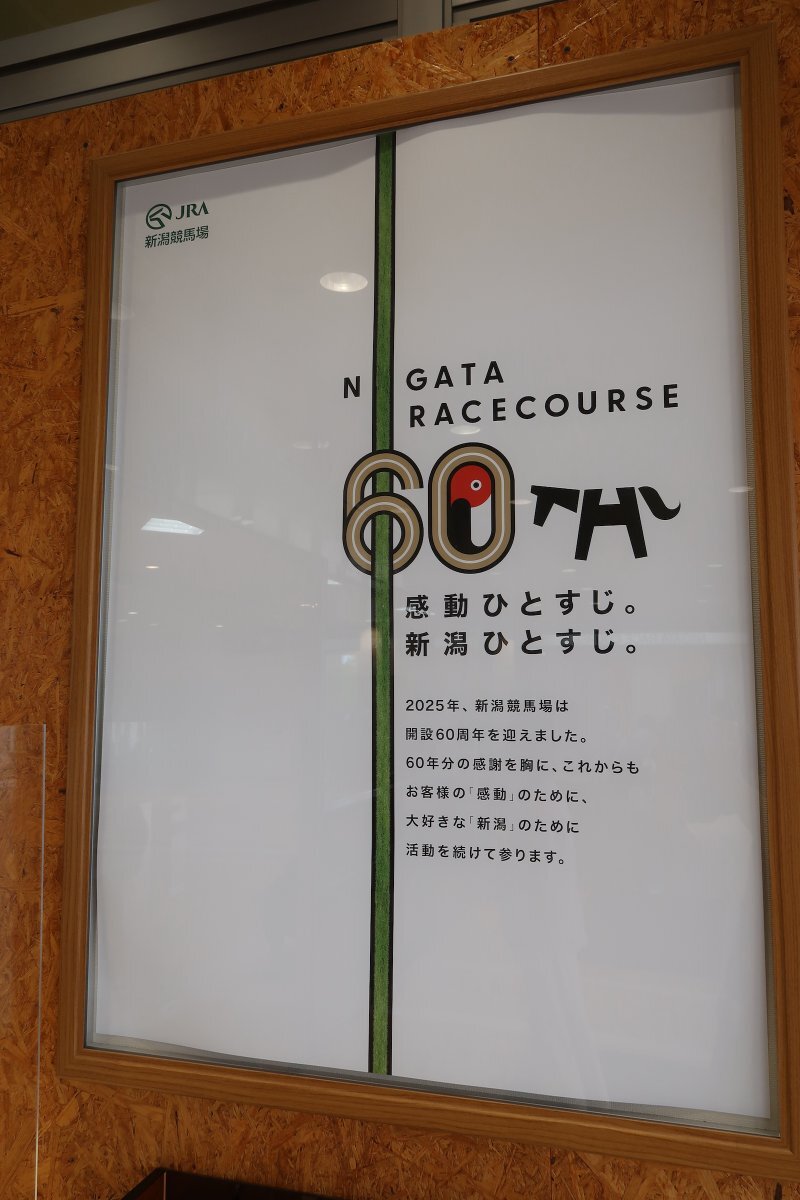 JRA
新潟競馬場
NIIGATA
RACECOURSE
60TH
感動ひとすじ。
新潟ひとすじ。
2025年、新潟競馬場は
開設60周年を迎えました。
60年分の感謝を胸に、これからも
お客様の「感動」のために、
大好きな「新潟」のために
活動を続けて参ります。